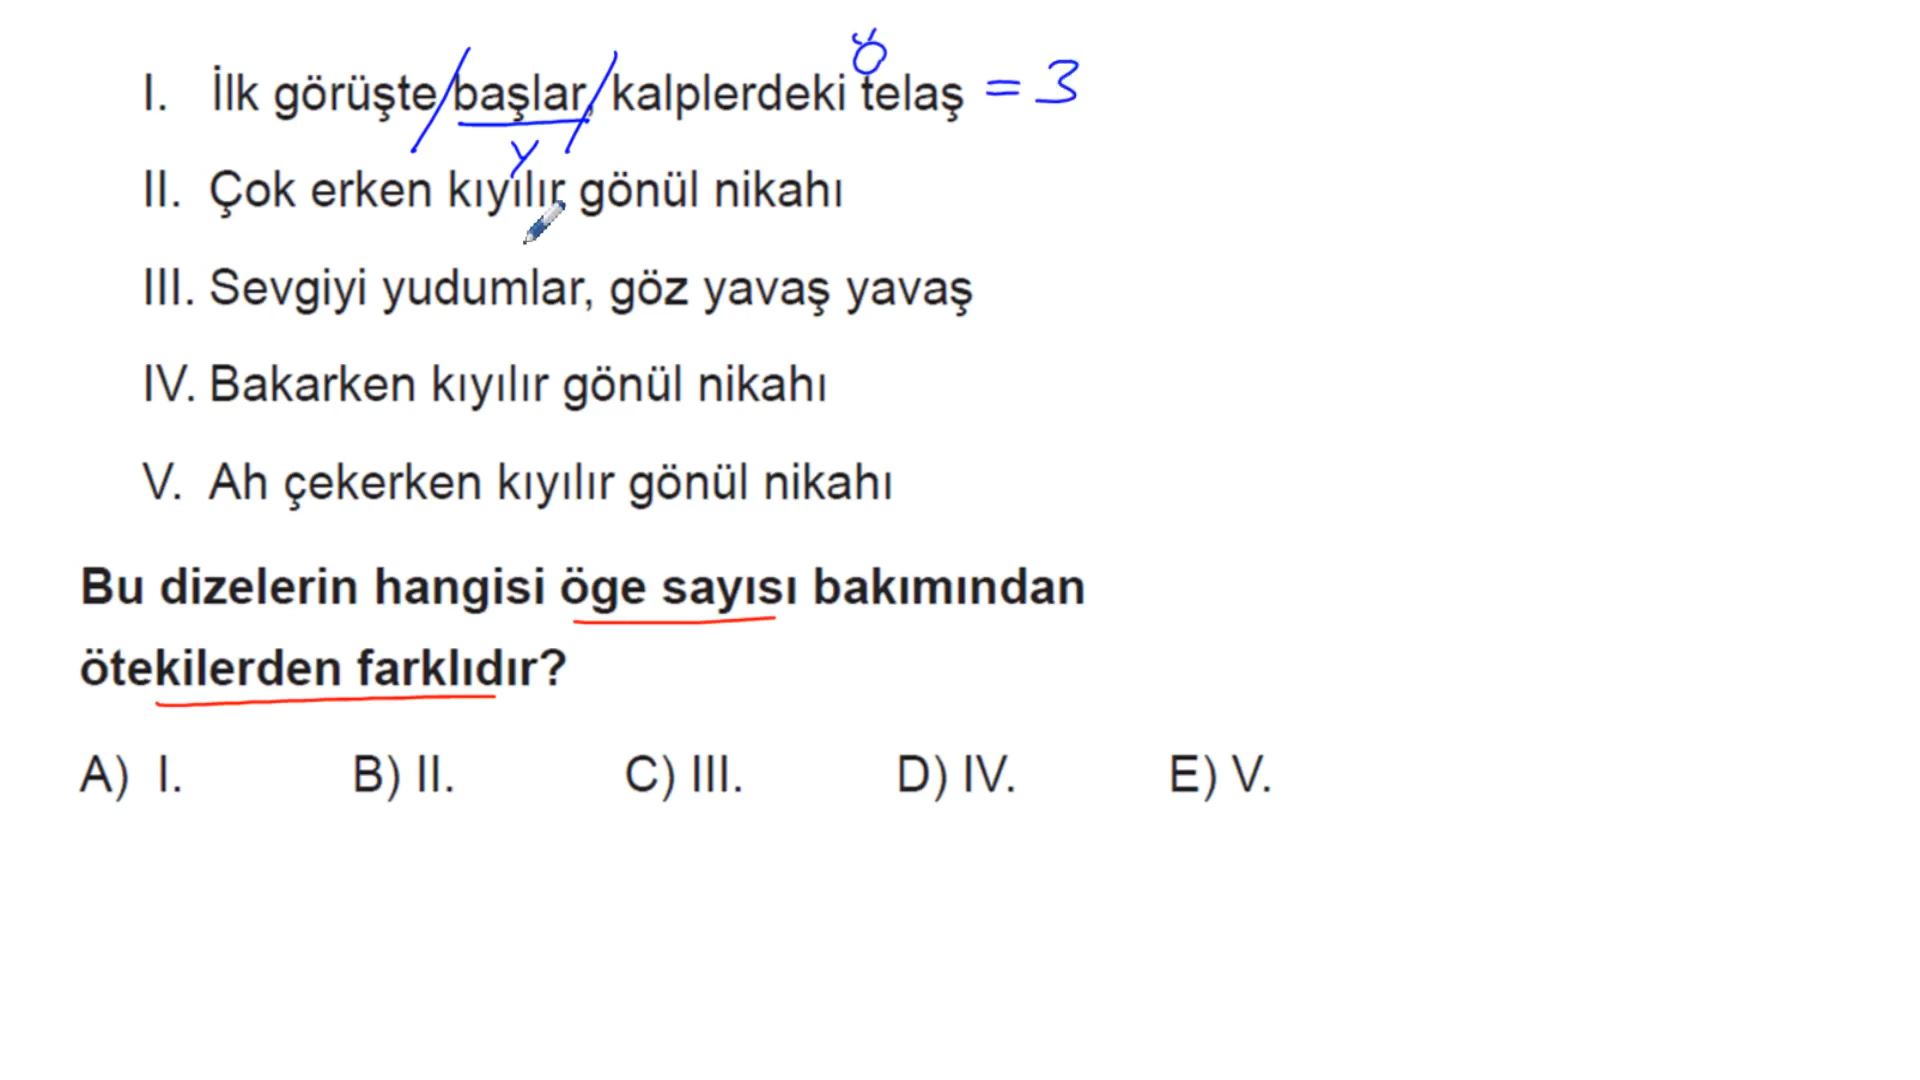 Ö
I. İlk görüşte başlar, kalplerdeki telaş = 3
Y
II. Çok erken kıyılır gönül nikahı
III. Sevgiyi yudumlar, göz yavaş yavaş
IV. Bakarken kıyılır gönül nikahı
V. Ah çekerken kıyılır gönül nikahı
Bu dizelerin hangisi öge sayısı bakımından
ötekilerden farklıdır?
A) I. B) II. C) III. D) IV. E) V.